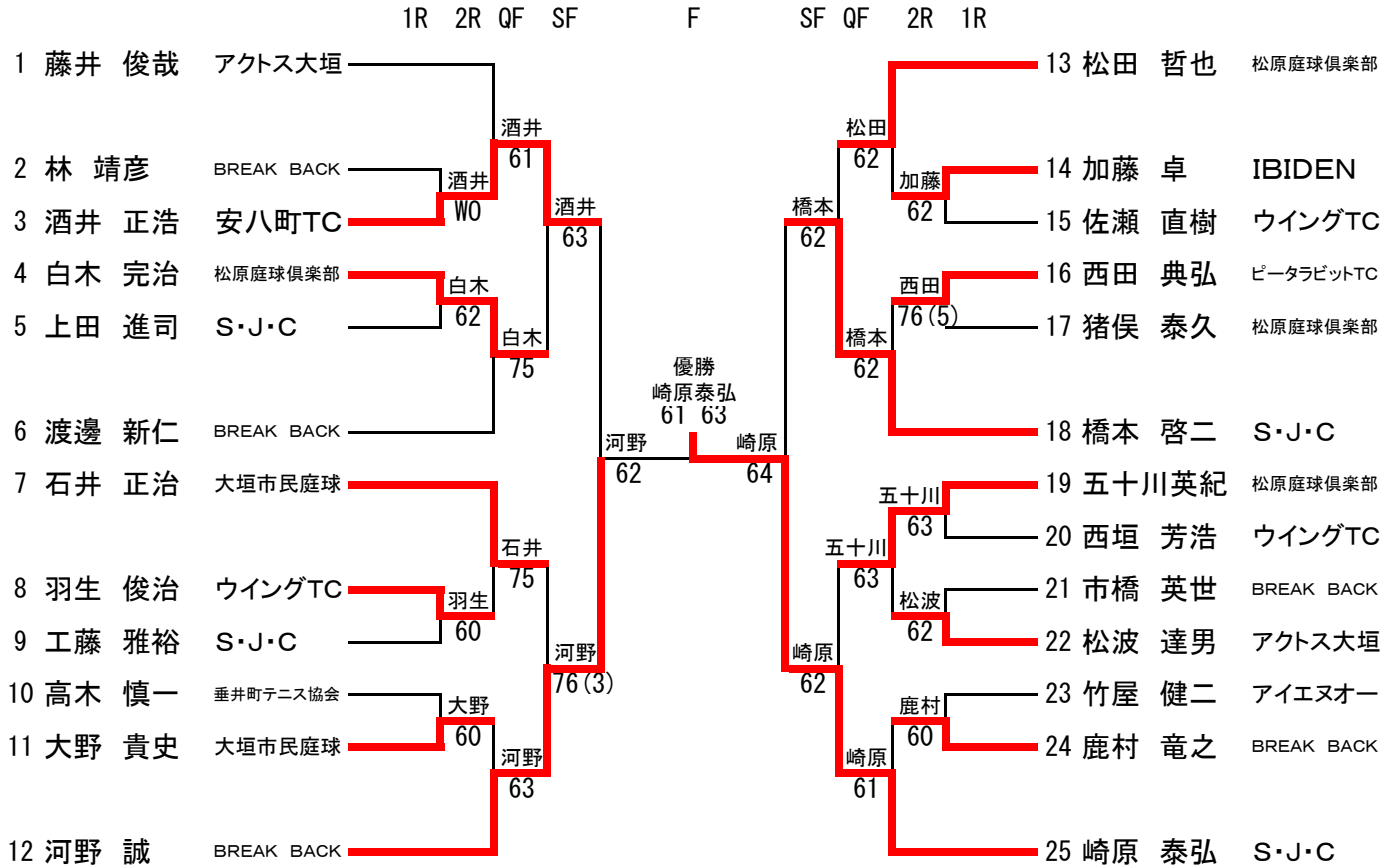 1R 2R QF SF F SF QF 2R 1R
1 藤井 俊哉 アクトス大垣
2 林 靖彦 BREAK BACK
3 酒井 正浩 安八町TC
4 白木 完治 松原庭球倶楽部
5 上田 進司 S・J・C
6 渡邊 新仁 BREAK BACK
7 石井 正治 大垣市民庭球
8 羽生 俊治 ウイングTC
9 工藤 雅裕 S・J・C
10 高木 慎一 垂井町テニス協会
11 大野 貴史 大垣市民庭球
12 河野 誠 BREAK BACK
酒井
WO
白木
62
羽生
60
大野
60
酒井
61
白木
75
石井
75
河野
63
酒井
63
河野
76(3)
河野
62
優勝
崎原泰弘
61 63
崎原
64
橋本
62
崎原
62
松田
62
橋本
62
五十川
63
崎原
61
加藤
62
西田
76(5)
五十川
63
松波
62
鹿村
60
13 松田 哲也 松原庭球倶楽部
14 加藤 卓 IBIDEN
15 佐瀬 直樹 ウイングTC
16 西田 典弘 ピータラビットTC
17 猪俣 泰久 松原庭球倶楽部
18 橋本 啓二 S・J・C
19 五十川英紀 松原庭球倶楽部
20 西垣 芳浩 ウイングTC
21 市橋 英世 BREAK BACK
22 松波 達男 アクトス大垣
23 竹屋 健二 アイエヌオー
24 鹿村 竜之 BREAK BACK
25 崎原 泰弘 S・J・C